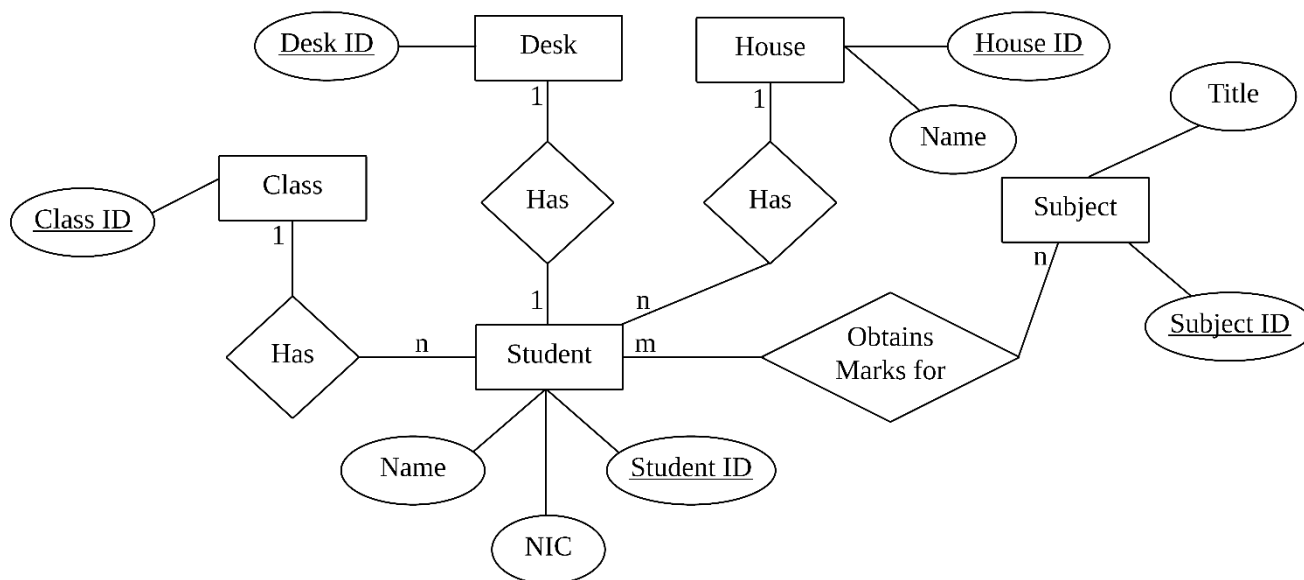 Desk ID
Desk
House
House ID
1
1
Name
Title
Class
Class ID
Has
Has
Subject
1
n
1
n
Subject ID
Has
n
Student
m
Obtains
Marks for
Name
Student ID
NIC